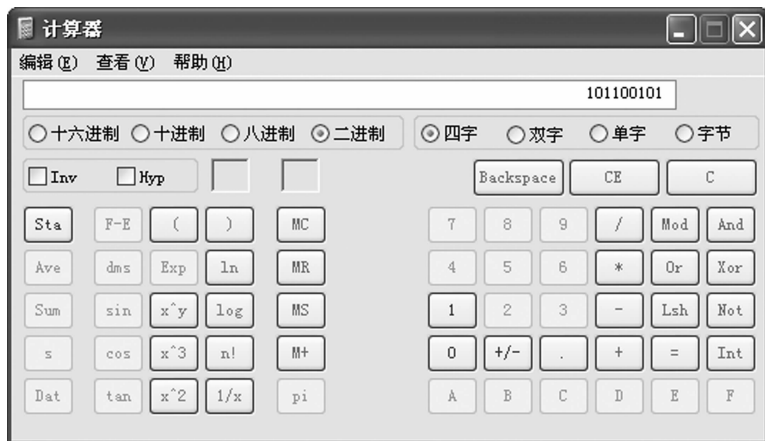 计算器
编辑(E) 查看(V) 帮助(H)
101100101
十六进制 十进制 八进制 二进制 四字 双字 单字 字节
Inv Hyp Backspace CE C
Sta F-E ( ) MC 7 8 9 / Mod And
Ave dms Exp ln MR 4 5 6 * Or Xor
Sum sin x^y log MS 1 2 3 - Lsh Not
s cos x^3 n! M+ 0 +/- . + = Int
Dat tan x^2 1/x pi A B C D E F